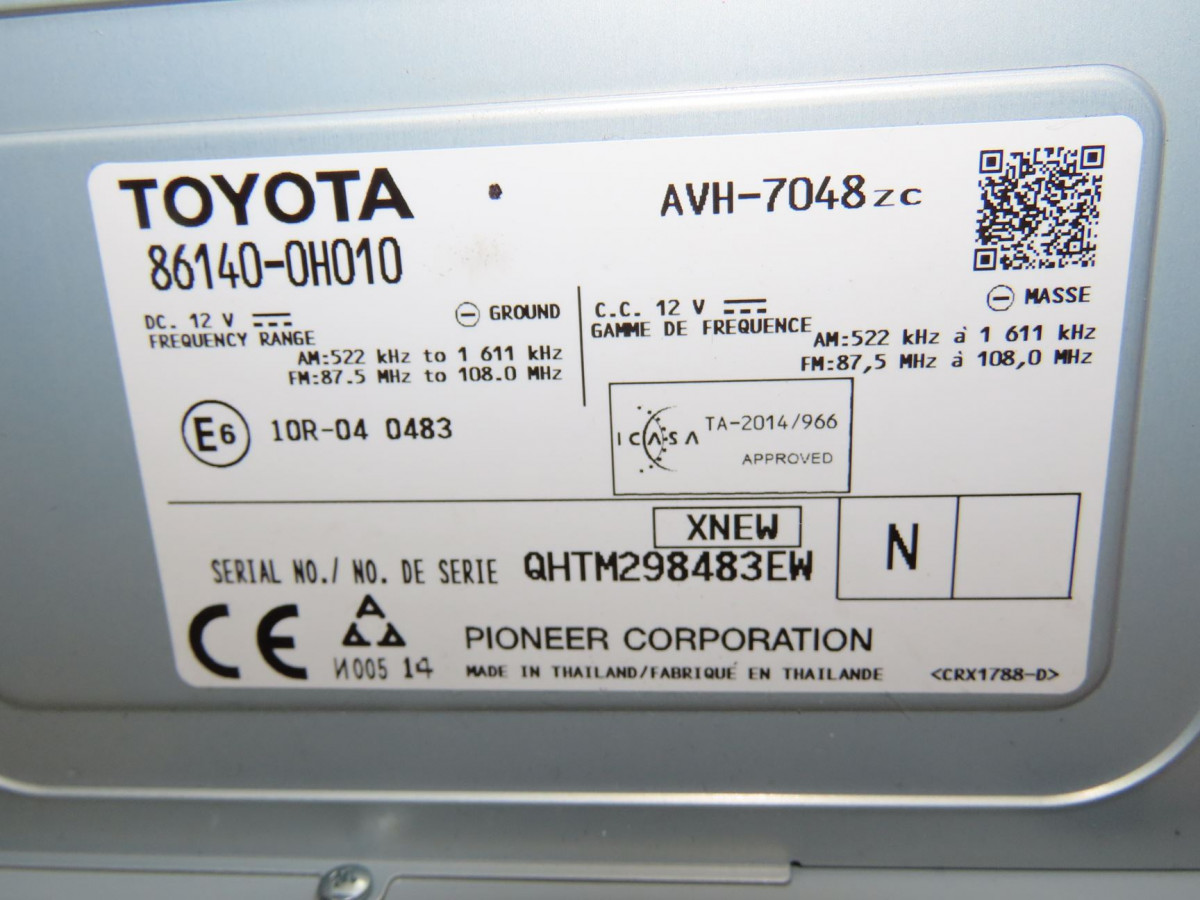 TOYOTA
AVH-7048zc
86140-0H010
DC. 12 V
GROUND
FREQUENCY RANGE
AM:522 kHz to 1 611 kHz
FM:87.5 MHz to 108.0 MHz
C.C. 12 V
MASSE
GAMME DE FREQUENCE
AM:522 kHz à 1 611 kHz
FM:87,5 MHz à 108,0 MHz
E6 10R-04 0483
ICASA TA-2014/966
APPROVED
XNEW
SERIAL NO./ NO. DE SERIE QHTM298483EW
N
CE
И005 14
PIONEER CORPORATION
MADE IN THAILAND/FABRIQUÉ EN THAILANDE
<CRX1788-D>